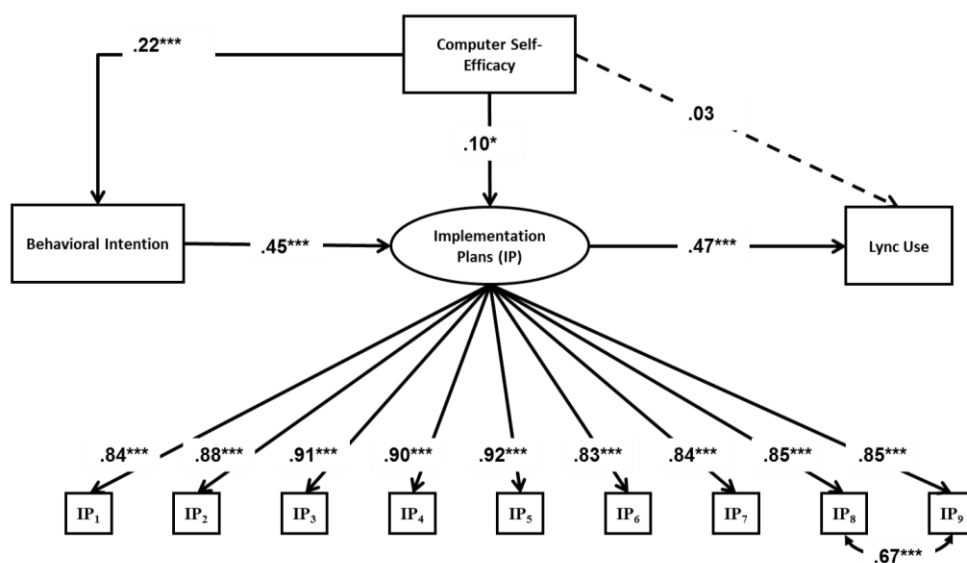 Computer Self-
Efficacy
.22***
.10*
.03
Behavioral Intention
.45***
Implementation
Plans (IP)
.47***
Lync Use
.84***
.88***
.91***
.90***
.92***
.83***
.84***
.85***
.85***
IP₁
IP₂
IP₃
IP₄
IP₅
IP₆
IP₇
IP₈
IP₉
.67***